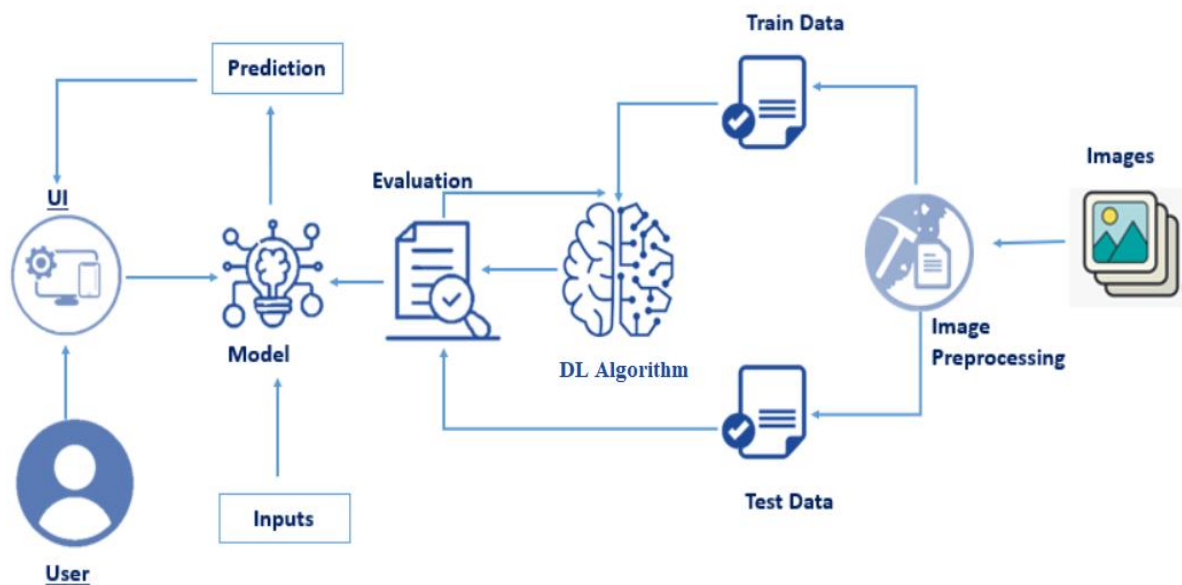 Train Data
Prediction
Images
Evaluation
UI
Image
Preprocessing
Model
DL Algorithm
Test Data
Inputs
User